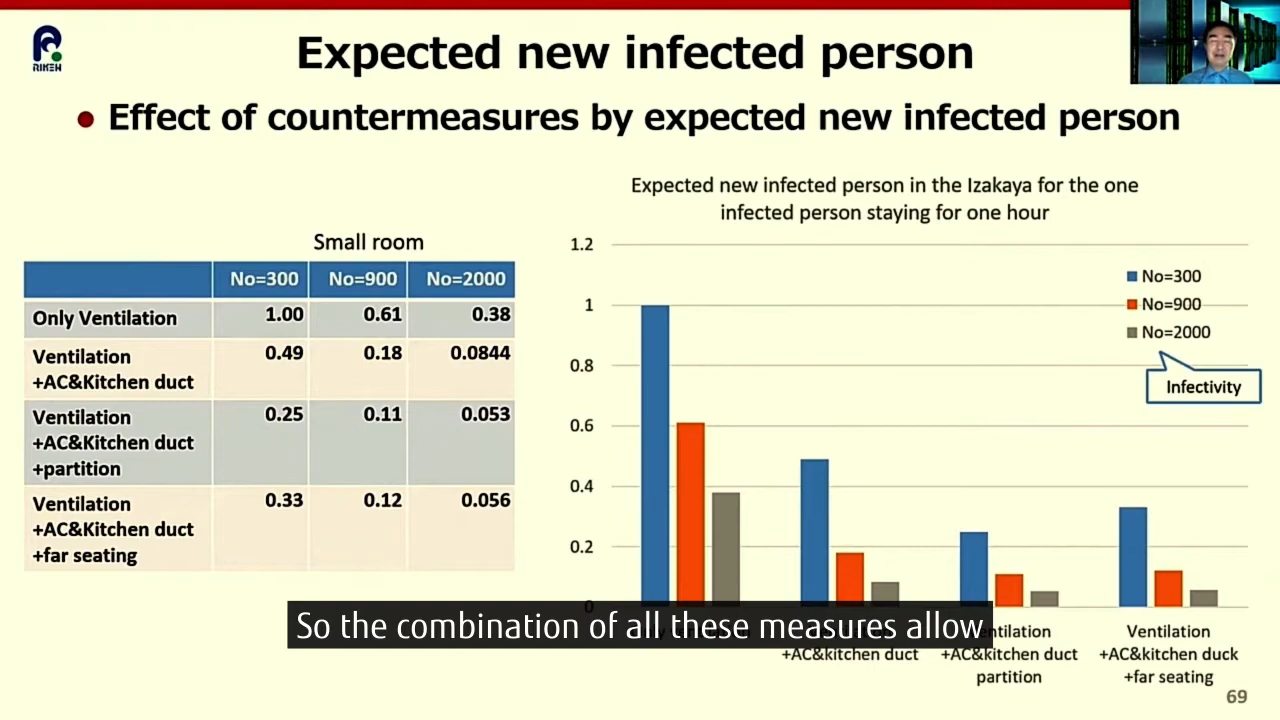 RIKEN
Expected new infected person
• Effect of countermeasures by expected new infected person
Small room
No=300 No=900 No=2000
Only Ventilation 1.00 0.61 0.38
Ventilation 0.49 0.18 0.0844
+AC&Kitchen duct
Ventilation 0.25 0.11 0.053
+AC&Kitchen duct
+partition
Ventilation 0.33 0.12 0.056
+AC&Kitchen duct
+far seating
Expected new infected person in the Izakaya for the one
infected person staying for one hour
1.2
1
0.8
0.6
0.4
0.2
0
No=300
No=900
No=2000
Infectivity
+AC&kitchen duct
ntilation
+AC&kitchen duct
partition
Ventilation
+AC&kitchen duck
+far seating
So the combination of all these measures allow
69